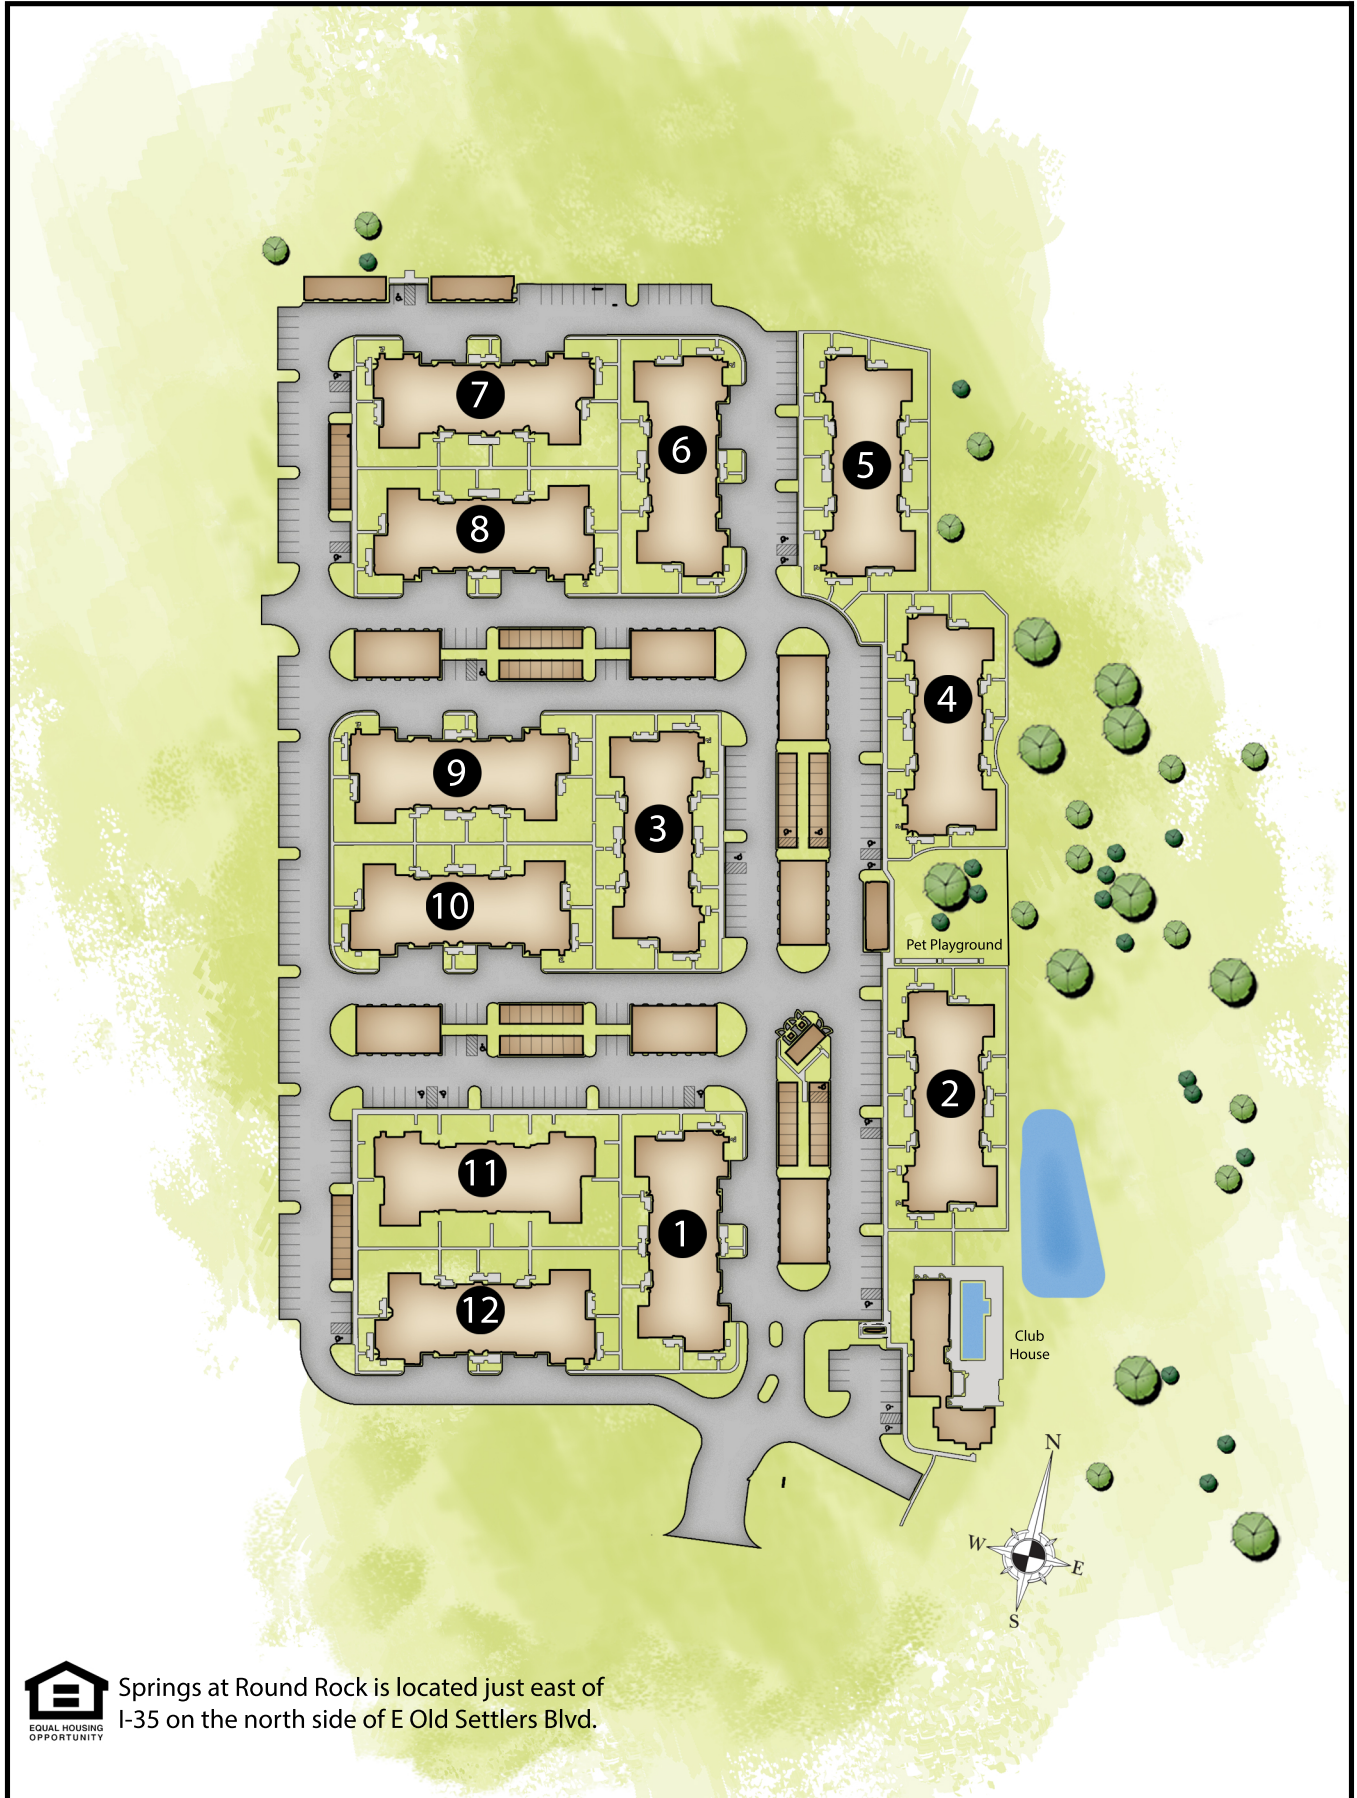 7
6
5
8
4
9
3
10
Pet Playground
2
11
1
12
Club
House
N
W
E
S
Springs at Round Rock is located just east of
I-35 on the north side of E Old Settlers Blvd.
EQUAL HOUSING
OPPORTUNITY